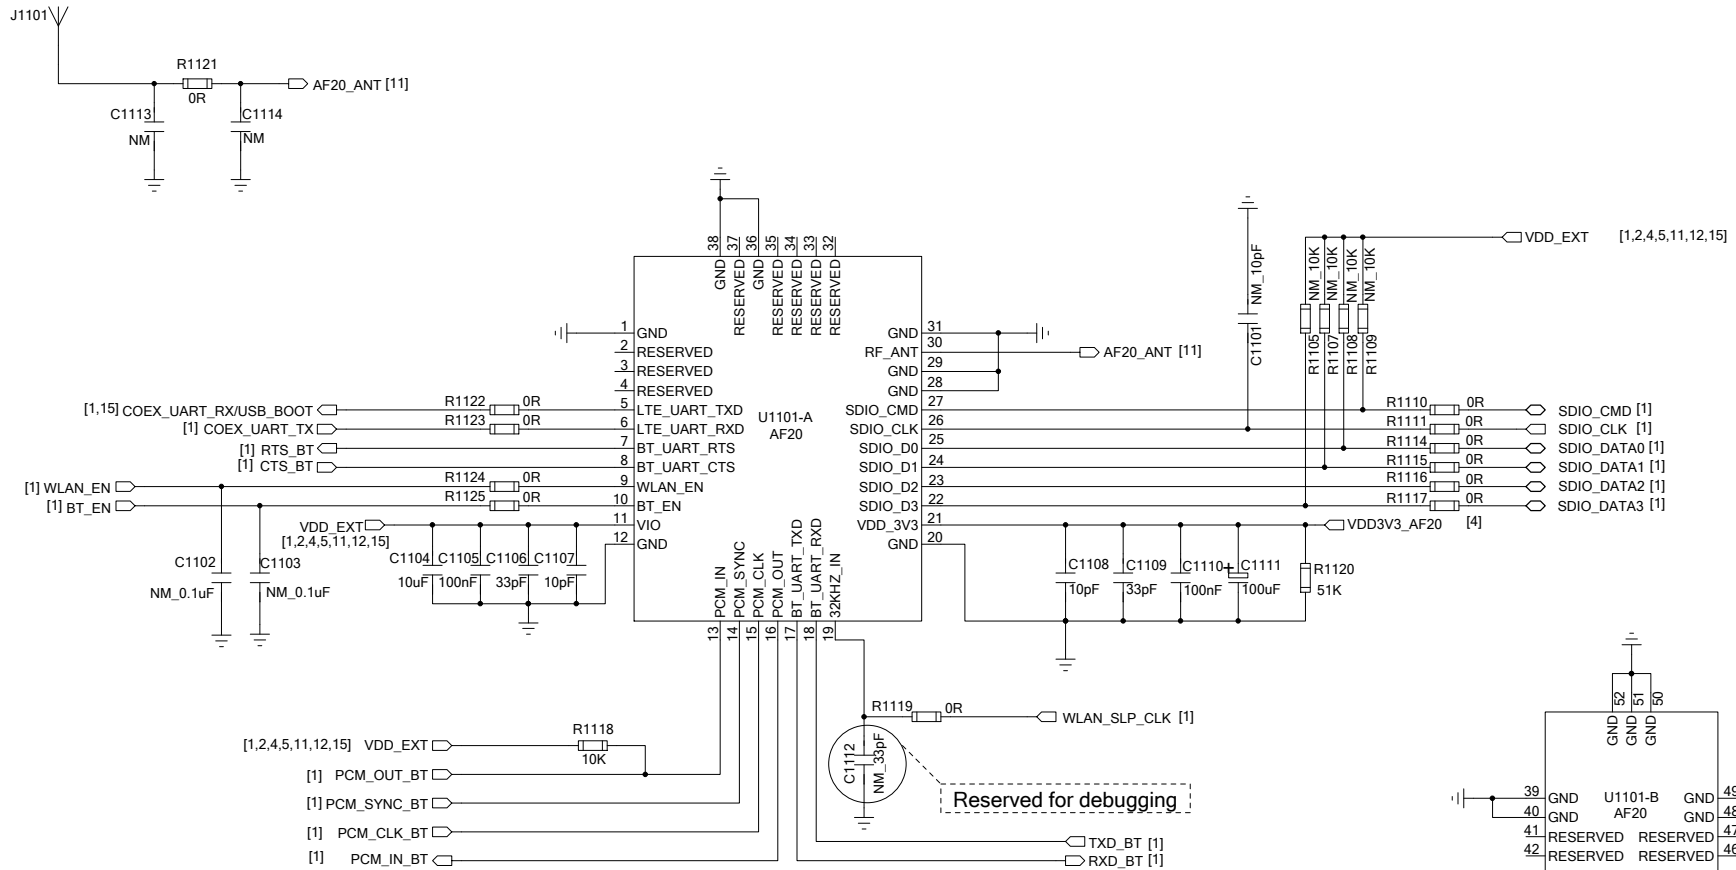 J1101
R1121
0R
AF20_ANT [11]
C1113
NM
C1114
NM
38 37 36 35 34 33 32
GND RESERVED GND RESERVED RESERVED RESERVED RESERVED
1 GND
2 RESERVED
3 RESERVED
4 RESERVED
[1,15] COEX_UART_RX/USB_BOOT R1122 0R 5 LTE_UART_TXD
[1] COEX_UART_TX R1123 0R 6 LTE_UART_RXD
[1] RTS_BT 7 BT_UART_RTS
[1] CTS_BT 8 BT_UART_CTS
[1] WLAN_EN R1124 0R 9 WLAN_EN
[1] BT_EN R1125 0R 10 BT_EN
VDD_EXT 11 VIO
[1,2,4,5,11,12,15]
12 GND
U1101-A
AF20
C1102
NM_0.1uF
C1103
NM_0.1uF
C1104 C1105 C1106 C1107
10uF 100nF 33pF 10pF
PCM_IN PCM_SYNC PCM_CLK PCM_OUT BT_UART_TXD BT_UART_RXD 32KHZ_IN
13 14 15 16 17 18 19
GND 31
RF_ANT 30 AF20_ANT [11]
GND 29
GND 28
SDIO_CMD 27 R1110 0R SDIO_CMD [1]
SDIO_CLK 26 R1111 0R SDIO_CLK [1]
SDIO_D0 25 R1114 0R SDIO_DATA0 [1]
SDIO_D1 24 R1115 0R SDIO_DATA1 [1]
SDIO_D2 23 R1116 0R SDIO_DATA2 [1]
SDIO_D3 22 R1117 0R SDIO_DATA3 [1]
VDD_3V3 21 VDD3V3_AF20 [4]
GND 20
C1101 NM_10pF
VDD_EXT [1,2,4,5,11,12,15]
NM_10K NM_10K NM_10K NM_10K
R1105 R1107 R1108 R1109
C1108 C1109 C1110 + C1111 R1120
10pF 33pF 100nF 100uF 51K
R1119 0R WLAN_SLP_CLK [1]
C1112 NM_33pF
Reserved for debugging
[1,2,4,5,11,12,15] VDD_EXT R1118
10K
[1] PCM_OUT_BT
[1] PCM_SYNC_BT
[1] PCM_CLK_BT
[1] PCM_IN_BT
TXD_BT [1]
RXD_BT [1]
52 51 50
GND GND GND
39 GND
40 GND
41 RESERVED
42 RESERVED
U1101-B
AF20
GND 49
GND 48
RESERVED 47
RESERVED 46